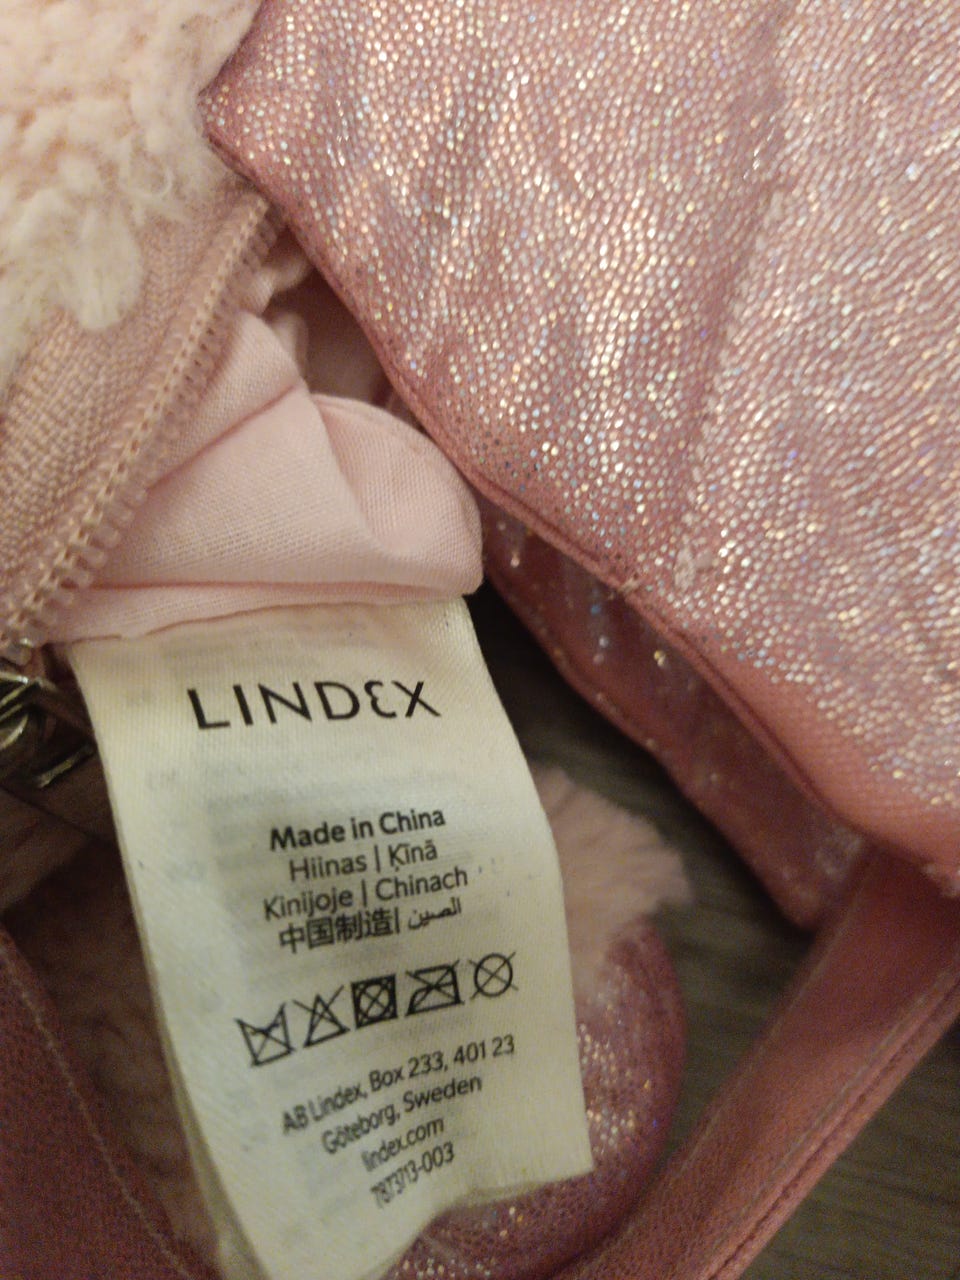 LINDEX
Made in China
Hiinas | Ķīnā
Kinijoje | Chinach
中国制造| الصين
AB Lindex, Box 233, 401 23
Göteborg, Sweden
lindex.com
7873713-003